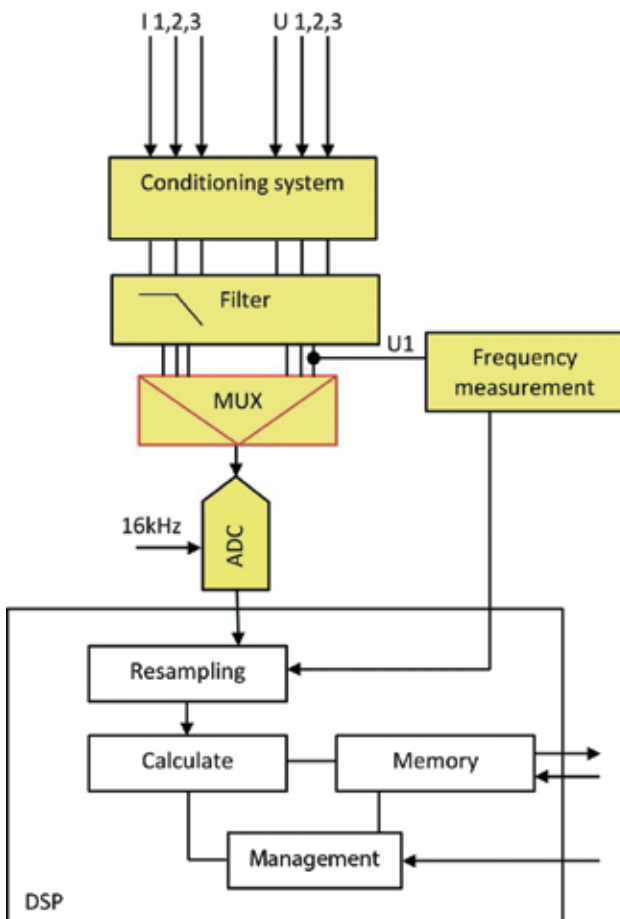 I 1,2,3
U 1,2,3
Conditioning system
Filter
U1
Frequency
measurement
MUX
16kHz
ADC
Resampling
Calculate
Memory
Management
DSP